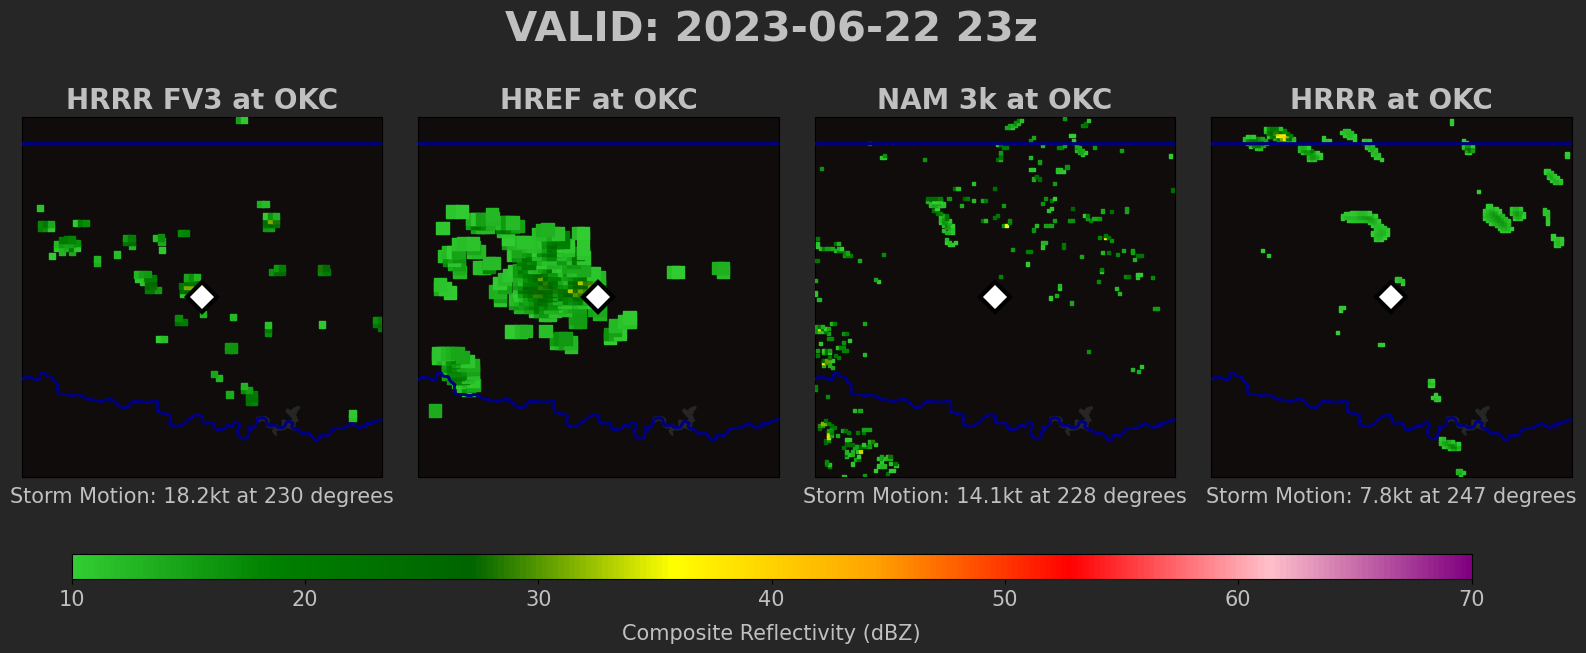 VALID: 2023-06-22 23z
HRRR FV3 at OKC
HREF at OKC
NAM 3k at OKC
HRRR at OKC
Storm Motion: 18.2kt at 230 degrees
Storm Motion: 14.1kt at 228 degrees
Storm Motion: 7.8kt at 247 degrees
10 20 30 40 50 60 70
Composite Reflectivity (dBZ)